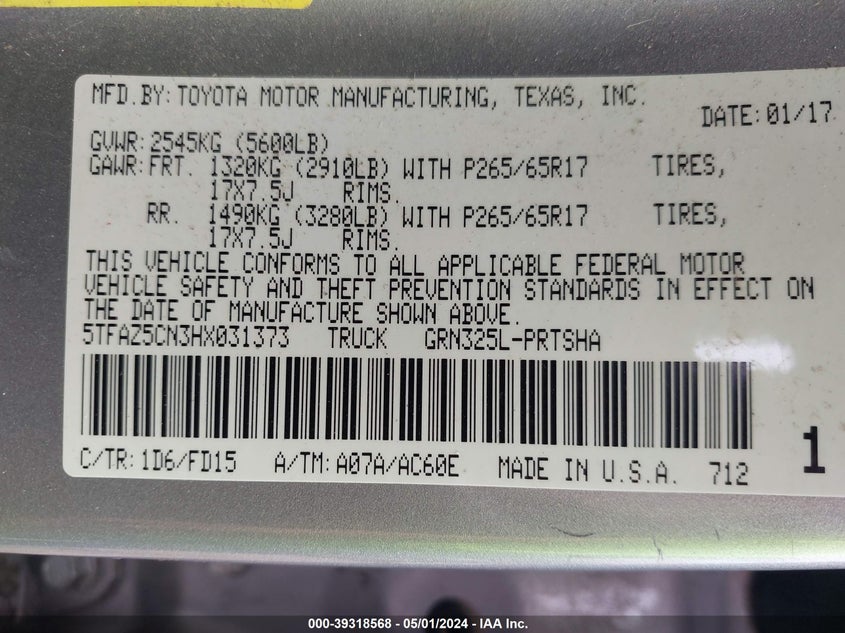 MFD.BY: TOYOTA MOTOR MANUFACTURING, TEXAS, INC.
DATE: 01/17
GVWR: 2545KG (5600LB)
GAWR: FRT. 1320KG (2910LB) WITH P265/65R17 TIRES,
17X7.5J RIMS.
RR. 1490KG (3280LB) WITH P265/65R17 TIRES,
17X7.5J RIMS.
THIS VEHICLE CONFORMS TO ALL APPLICABLE FEDERAL MOTOR
VEHICLE SAFETY AND THEFT PREVENTION STANDARDS IN EFFECT ON
THE DATE OF MANUFACTURE SHOWN ABOVE.
5TFAZ5CN3HX031373 TRUCK GRN325L-PRTSHA
C/TR: 1D6/FD15 A/TM: A07A/AC60E MADE IN U.S.A. 712
1
000-39318568 - 05/01/2024 - IAA Inc.